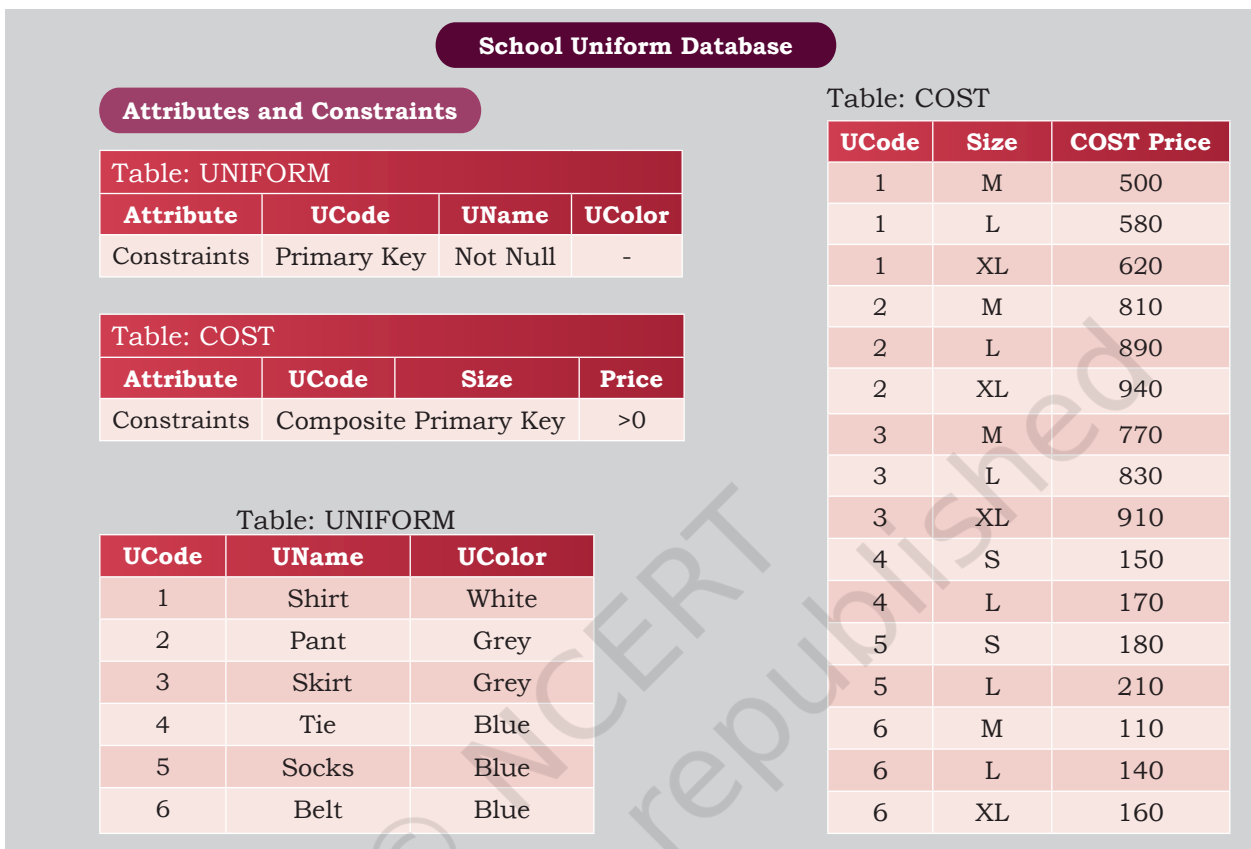 School Uniform Database
Attributes and Constraints
Table: UNIFORM
Attribute UCode UName UColor
Constraints Primary Key Not Null -
Table: COST
Attribute UCode Size Price
Constraints Composite Primary Key >0
Table: UNIFORM
UCode UName UColor
1 Shirt White
2 Pant Grey
3 Skirt Grey
4 Tie Blue
5 Socks Blue
6 Belt Blue
Table: COST
UCode Size COST Price
1 M 500
1 L 580
1 XL 620
2 M 810
2 L 890
2 XL 940
3 M 770
3 L 830
3 XL 910
4 S 150
4 L 170
5 S 180
5 L 210
6 M 110
6 L 140
6 XL 160
© NCERT
republished